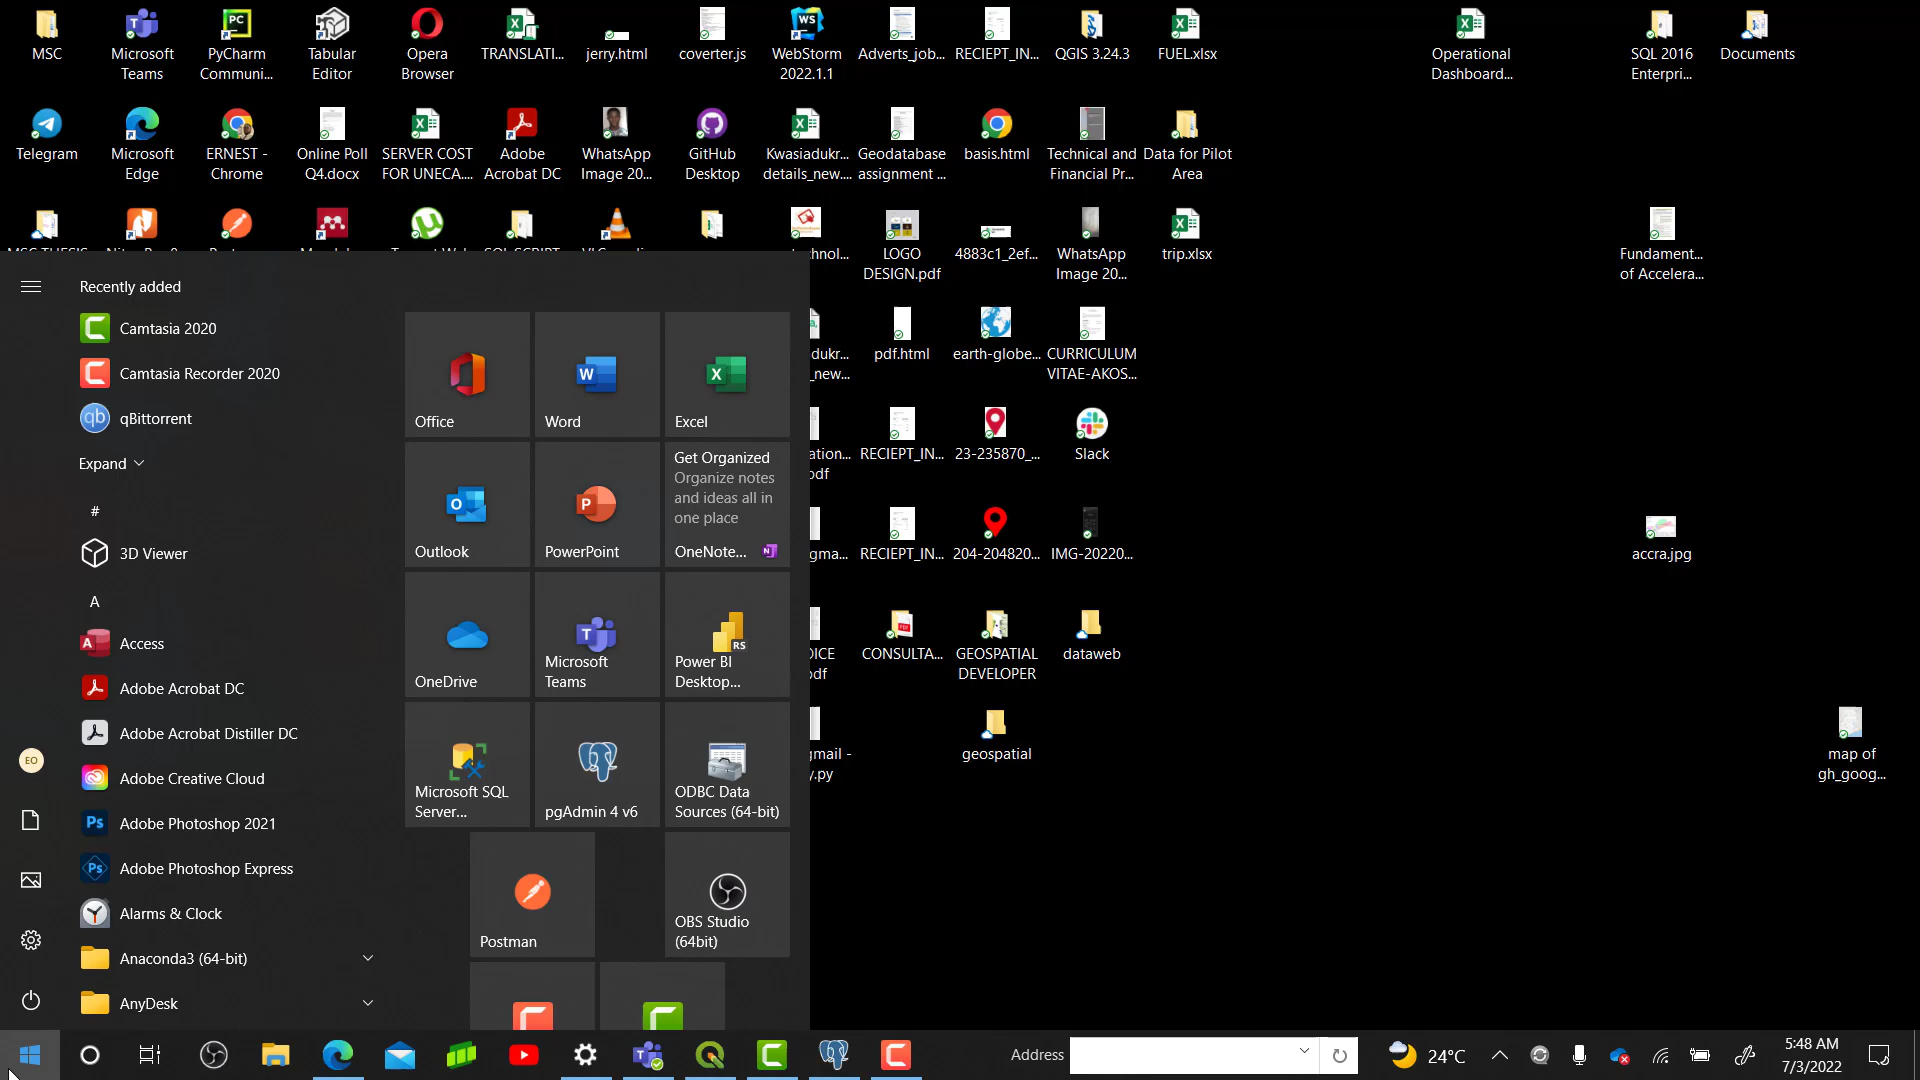 MSC
Microsoft
Teams
PyCharm
Communi...
Tabular
Editor
Opera
Browser
TRANSLATI...
jerry.html
coverter.js
WebStorm
2022.1.1
Adverts_job...
RECIEPT_IN...
QGIS 3.24.3
FUEL.xlsx
Operational
Dashboard...
SQL 2016
Enterpri...
Documents
Telegram
Microsoft
Edge
ERNEST -
Chrome
Online Poll
Q4.docx
SERVER COST
FOR UNECA....
Adobe
Acrobat DC
WhatsApp
Image 20...
GitHub
Desktop
Kwasiadukr...
details_new....
Geodatabase
assignment ...
basis.html
Technical and
Financial Pr...
Data for Pilot
Area
LOGO
DESIGN.pdf
4883c1_2ef...
WhatsApp
Image 20...
trip.xlsx
Fundament...
of Accelera...
pdf.html
earth-globe...
CURRICULUM
VITAE-AKOS...
RECIEPT_IN...
23-235870_...
Slack
RECIEPT_IN...
204-204820...
IMG-20220...
accra.jpg
CONSULTA...
GEOSPATIAL
DEVELOPER
dataweb
geospatial
map of
gh_goog...
Recently added
Camtasia 2020
Camtasia Recorder 2020
qBittorrent
Expand
#
3D Viewer
A
Access
Adobe Acrobat DC
Adobe Acrobat Distiller DC
Adobe Creative Cloud
Adobe Photoshop 2021
Adobe Photoshop Express
Alarms & Clock
Anaconda3 (64-bit)
AnyDesk
EO
Office
Word
Excel
Outlook
PowerPoint
Get Organized
Organize notes
and ideas all in
one place
OneNote...
OneDrive
Microsoft
Teams
Power BI
Desktop...
Microsoft SQL
Server...
pgAdmin 4 v6
ODBC Data
Sources (64-bit)
Postman
OBS Studio
(64bit)
Address
24°C
5:48 AM
7/3/2022